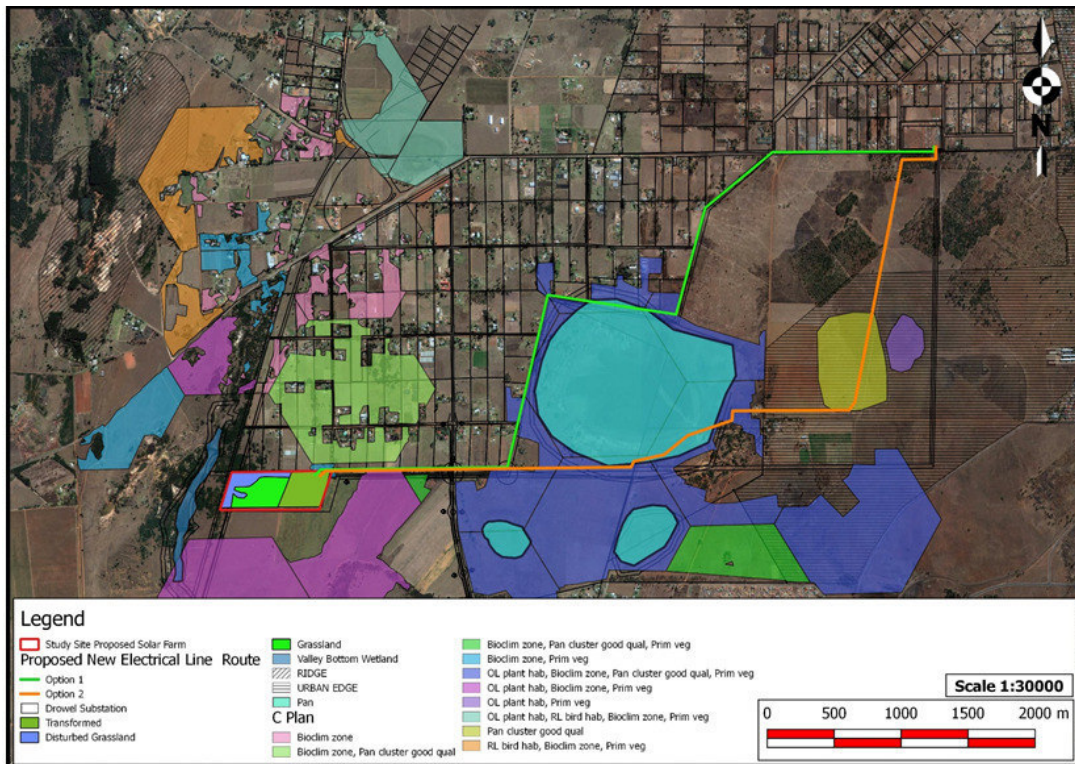 N
Legend
Study Site Proposed Solar Farm
Proposed New Electrical Line Route
Option 1
Option 2
Drowel Substation
Transformed
Disturbed Grassland
Grassland
Valley Bottom Wetland
RIDGE
URBAN EDGE
Pan
C Plan
Bioclim zone
Bioclim zone, Pan cluster good qual
Bioclim zone, Pan cluster good qual, Prim veg
Bioclim zone, Prim veg
OL plant hab, Bioclim zone, Pan cluster good qual, Prim veg
OL plant hab, Bioclim zone, Prim veg
OL plant hab, Prim veg
OL plant hab, RL bird hab, Bioclim zone, Prim veg
Pan cluster good qual
RL bird hab, Bioclim zone, Prim veg
Scale 1:30000
0 500 1000 1500 2000 m